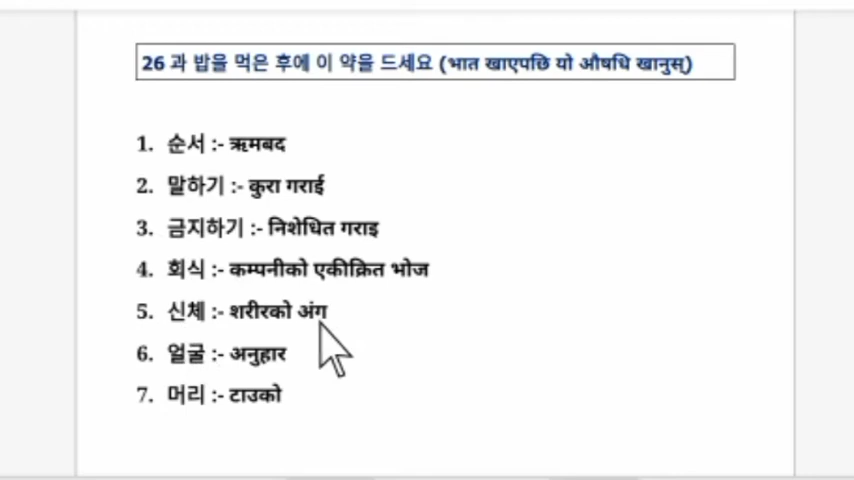 26 과 밥을 먹은 후에 이 약을 드세요 (भात खाएपछि यो औषधि खानुस्)
1. 순서 :- ऋमबद
2. 말하기 :- कुरा गराई
3. 금지하기 :- निशेधित गराइ
4. 회식 :- कम्पनीको एकीक्रित भोज
5. 신체 :- शरीरको अंग
6. 얼굴 :- अनुहार
7. 머리 :- टाउको